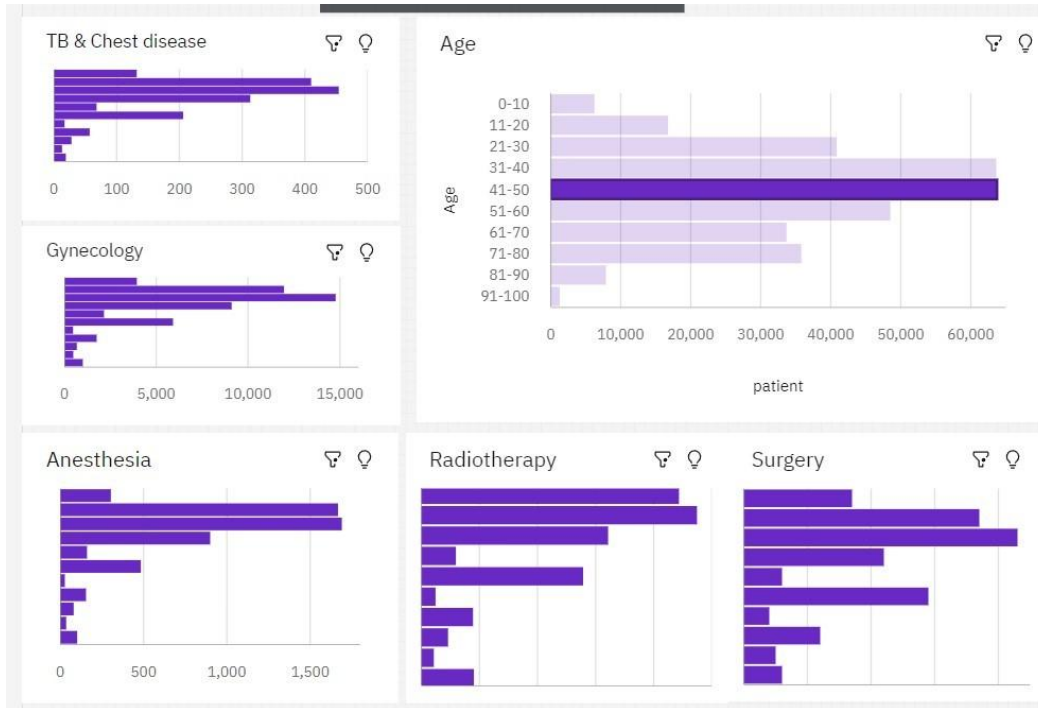 TB & Chest disease
0 100 200 300 400 500
Gynecology
0 5,000 10,000 15,000
Age
Age
0-10
11-20
21-30
31-40
41-50
51-60
61-70
71-80
81-90
91-100
0 10,000 20,000 30,000 40,000 50,000 60,000
patient
Anesthesia
0 500 1,000 1,500
Radiotherapy
Surgery